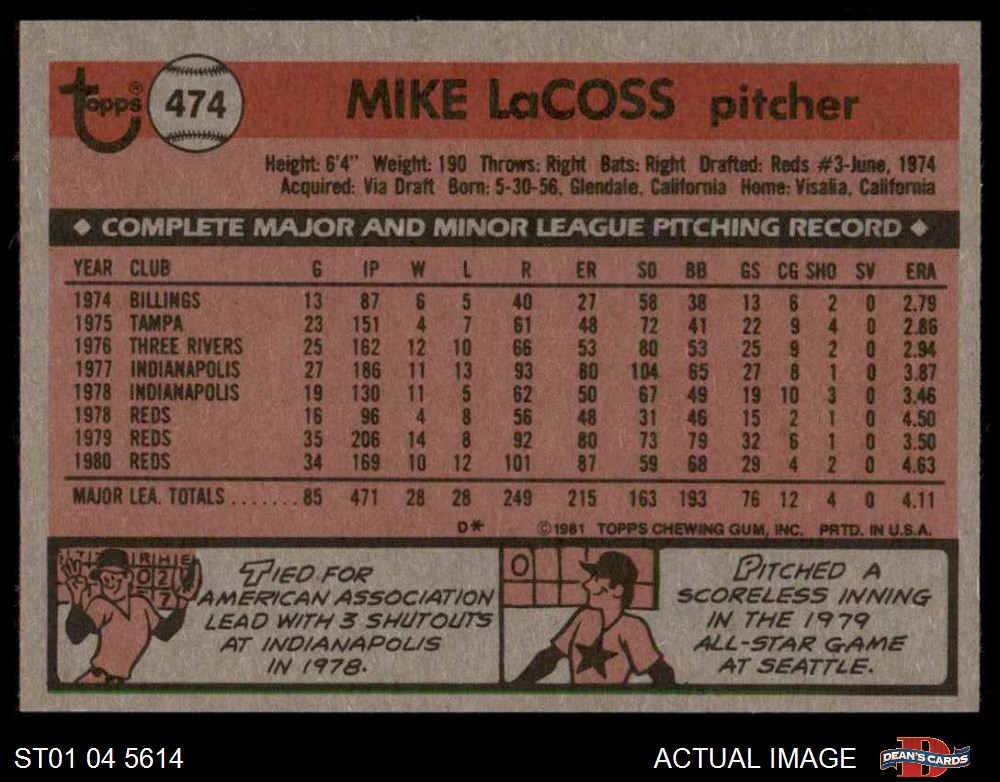 topps® 474 MIKE LaCOSS pitcher
Height: 6'4" Weight: 190 Throws: Right Bats: Right Drafted: Reds #3-June, 1974
Acquired: Via Draft Born: 5-30-56, Glendale, California Home: Visalia, California
◆ COMPLETE MAJOR AND MINOR LEAGUE PITCHING RECORD ◆
YEAR CLUB G IP W L R ER SO BB GS CG SHO SV ERA
1974 BILLINGS 13 87 6 5 40 27 58 38 13 6 2 0 2.79
1975 TAMPA 23 151 4 7 61 48 72 41 22 9 4 0 2.86
1976 THREE RIVERS 25 162 12 10 66 53 80 53 25 9 2 0 2.94
1977 INDIANAPOLIS 27 186 11 13 93 80 104 65 27 8 1 0 3.87
1978 INDIANAPOLIS 19 130 11 5 62 50 67 49 19 10 3 0 3.46
1978 REDS 16 96 4 8 56 48 31 46 15 2 1 0 4.50
1979 REDS 35 206 14 8 92 80 73 79 32 6 1 0 3.50
1980 REDS 34 169 10 12 101 87 59 68 29 4 2 0 4.63
MAJOR LEA. TOTALS.......85 471 28 28 249 215 163 193 76 12 4 0 4.11
D* ©1981 TOPPS CHEWING GUM, INC. PRTD. IN U.S.A.
TIED FOR
AMERICAN ASSOCIATION
LEAD WITH 3 SHUTOUTS
AT INDIANAPOLIS
IN 1978.
0
PITCHED A
SCORELESS INNING
IN THE 1979
ALL-STAR GAME
AT SEATTLE.
ST01 04 5614 ACTUAL IMAGE DEAN'S CARDS